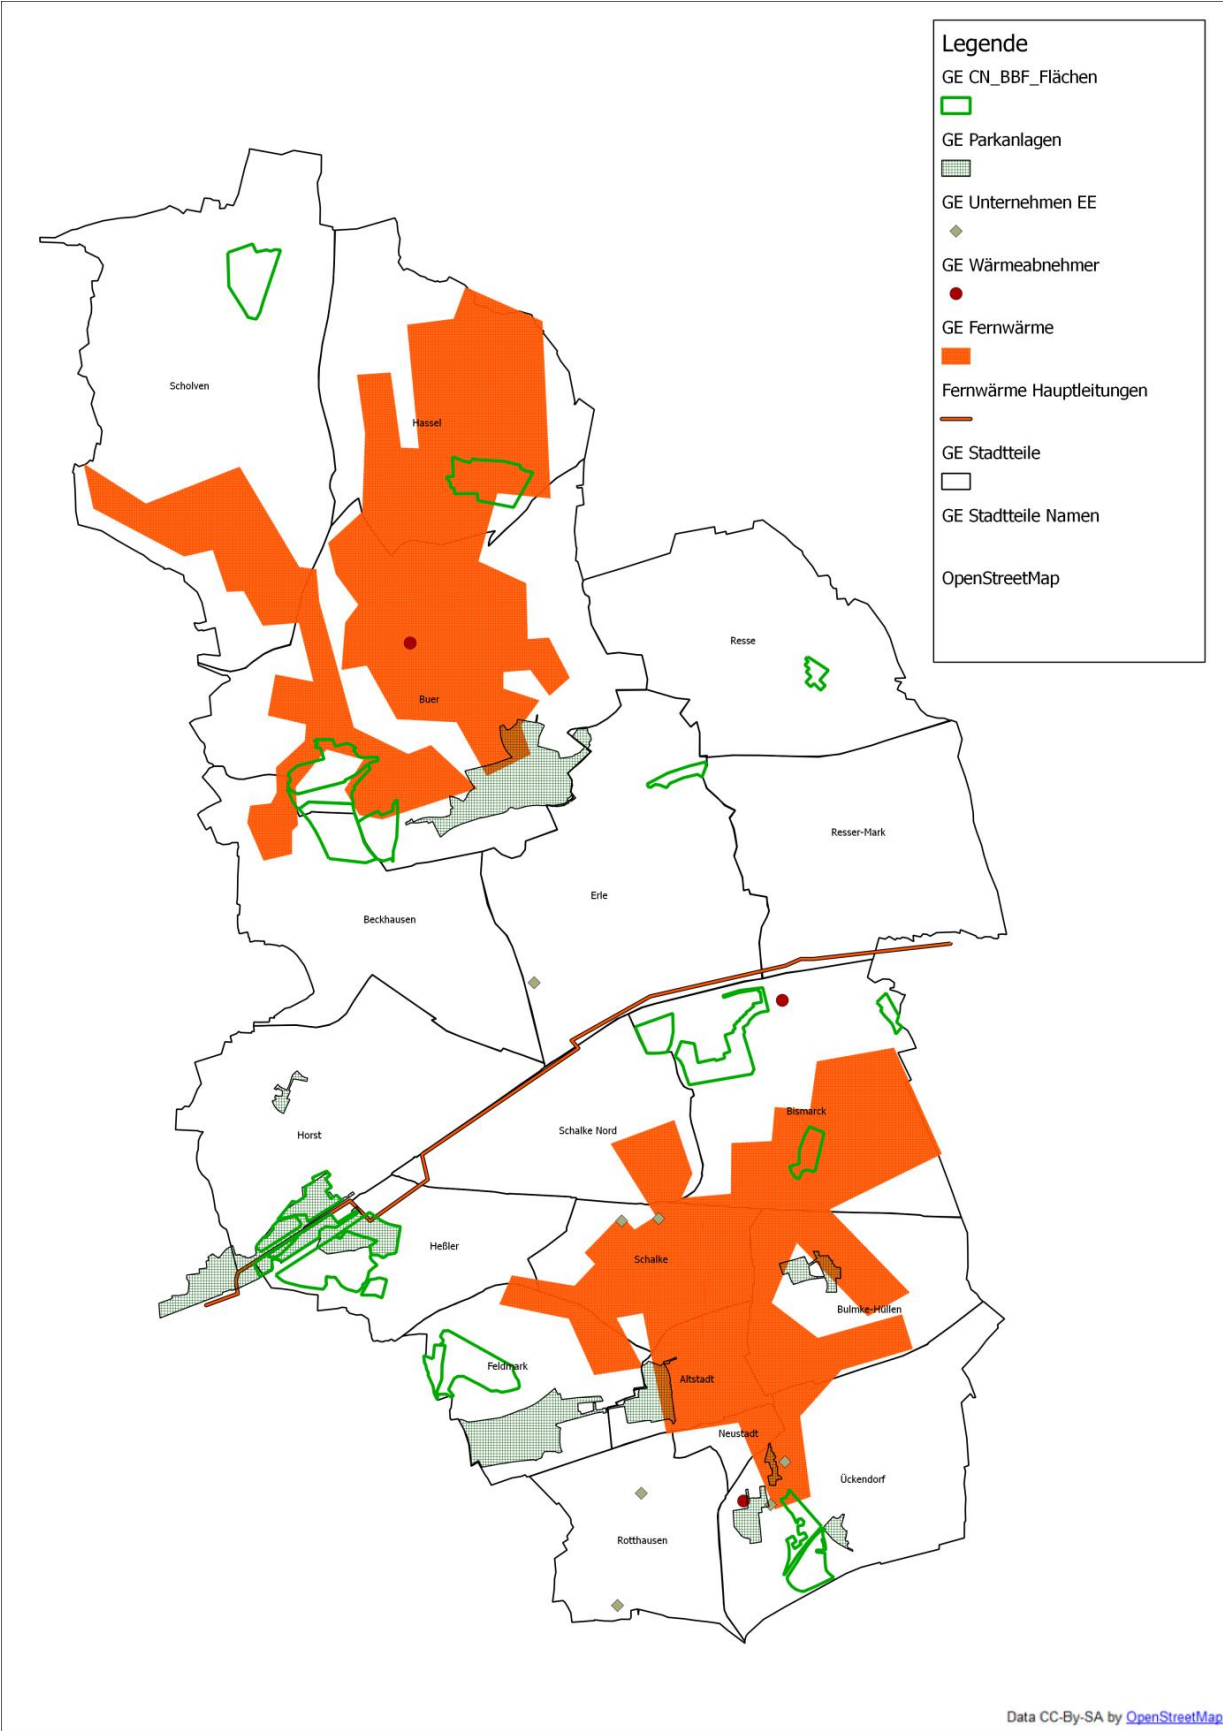 Legende
GE CN_BBF_Flächen
GE Parkanlagen
GE Unternehmen EE
GE Wärmeabnehmer
GE Fernwärme
Fernwärme Hauptleitungen
GE Stadtteile
GE Stadtteile Namen
OpenStreetMap
Scholven
Hassel
Resse
Buer
Resser-Mark
Erle
Beckhausen
Bismarck
Schalke Nord
Horst
Heßler
Schalke
Bulmke-Hüllen
Feldmark
Altstadt
Neustadt
Ückendorf
Rotthausen
Data CC-By-SA by OpenStreetMap